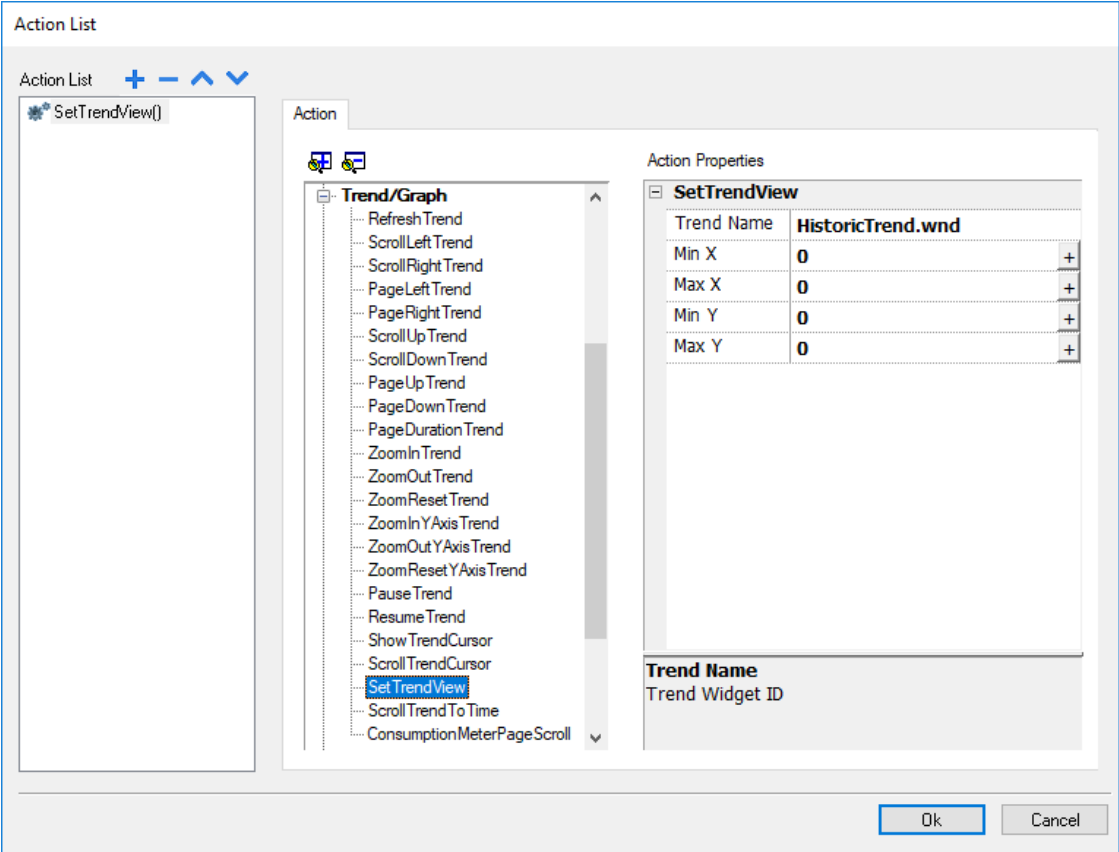 Action List
Action List
SetTrendView()
Action
Trend/Graph
RefreshTrend
ScrollLeftTrend
ScrollRightTrend
PageLeftTrend
PageRightTrend
ScrollUpTrend
ScrollDownTrend
PageUpTrend
PageDownTrend
PageDurationTrend
ZoomInTrend
ZoomOutTrend
ZoomResetTrend
ZoomInYAxisTrend
ZoomOutYAxisTrend
ZoomResetYAxisTrend
PauseTrend
ResumeTrend
ShowTrendCursor
ScrollTrendCursor
SetTrendView
ScrollTrendToTime
ConsumptionMeterPageScroll
Action Properties
SetTrendView
Trend Name HistoricTrend.wnd
Min X 0 +
Max X 0 +
Min Y 0 +
Max Y 0 +
Trend Name
Trend Widget ID
Ok Cancel